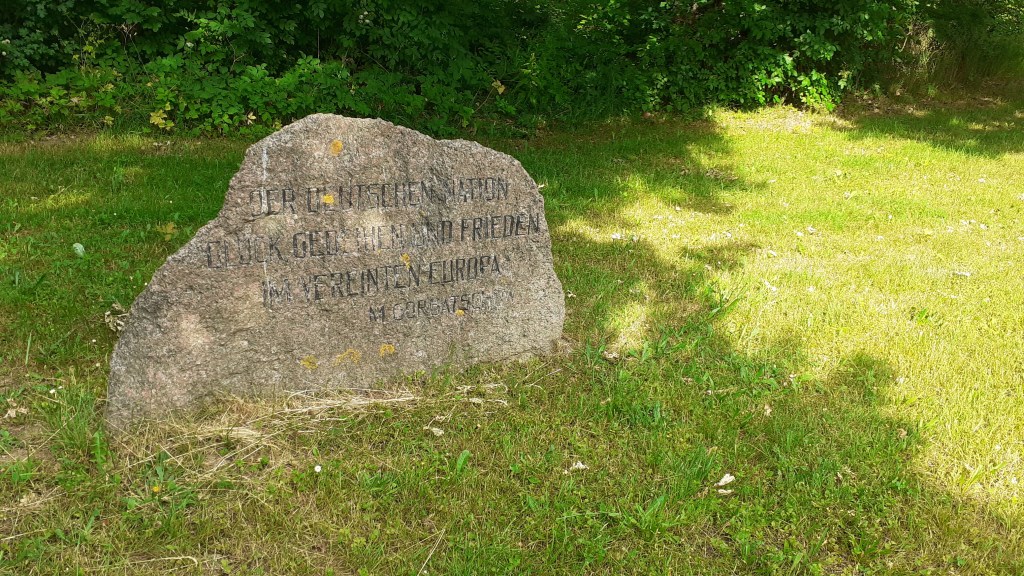 DER DEUTSCHEN NATION
GLÜCK GEDEIHEN UND FRIEDEN
IM VEREINTEN EUROPA
M GORBATSCHOW